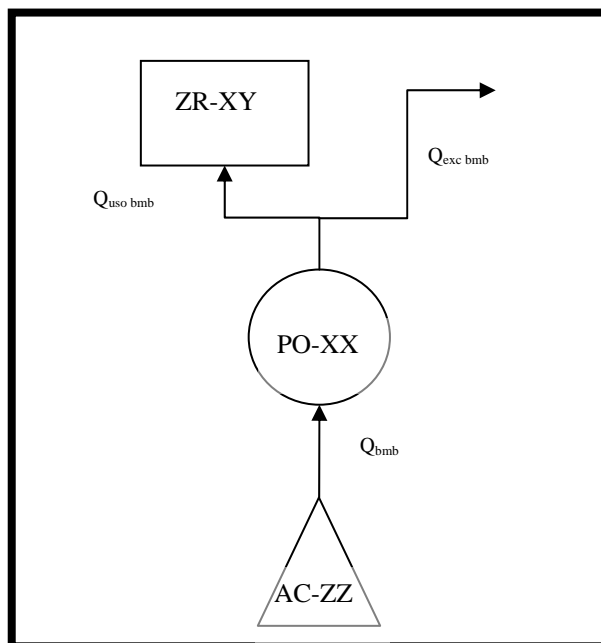 ZR-XY
Qexc bmb
Quso bmb
PO-XX
Qbmb
AC-ZZ